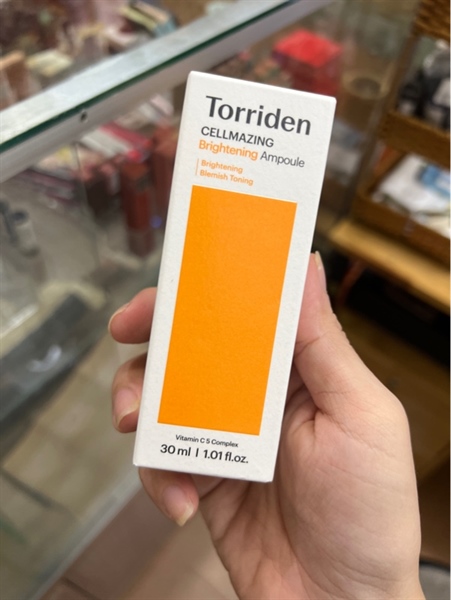 Torriden
CELLMAZING
Brightening Ampoule
Brightening
Blemish Toning
Vitamin C 5 Complex
30 ml | 1.01 fl.oz.